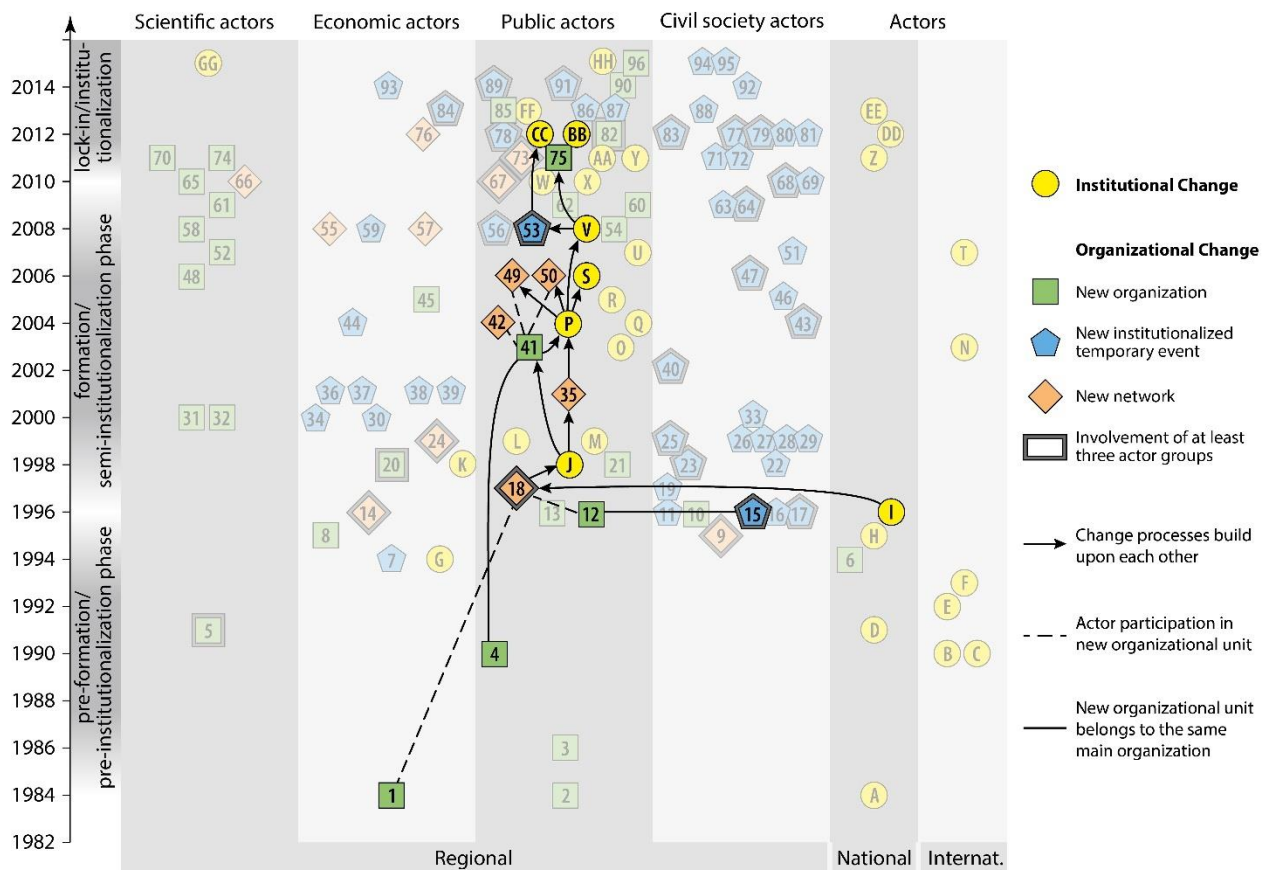 Scientific actors Economic actors Public actors Civil society actors Actors
lock-in/institu-
tionalization
formation/
semi-institutionalization phase
pre-formation/
pre-institutionalization phase
GG HH 96 94 95
2014 93 89 91 90 92
84 85 FF 86 87 88 EE
2012 76 78 CC BB 82 83 77 79 80 81 DD
70 74 73 75 AA Y 71 72 Z
2010 65 66 67 W X 68 69
61 62 60 63 64
2008 58 55 59 57 56 53 V 54
52 U 51 T
2006 48 49 50 S 47
45 R 46
2004 44 42 P Q 43
41 O N
2002 40
36 37 38 39 35
2000 31 32 34 30 33
24 L M 25 26 27 28 29
1998 20 K J 21 23 22
18 19
1996 14 13 12 11 10 15 16 17 I
8 9 H
1994 7 G 6
F
1992 E
5 D
1990 4 B C
1988
1986 3
1984 1 2 A
1982
Regional National Internat.
Institutional Change
Organizational Change
New organization
New institutionalized
temporary event
New network
Involvement of at least
three actor groups
Change processes build
upon each other
Actor participation in
new organizational unit
New organizational unit
belongs to the same
main organization